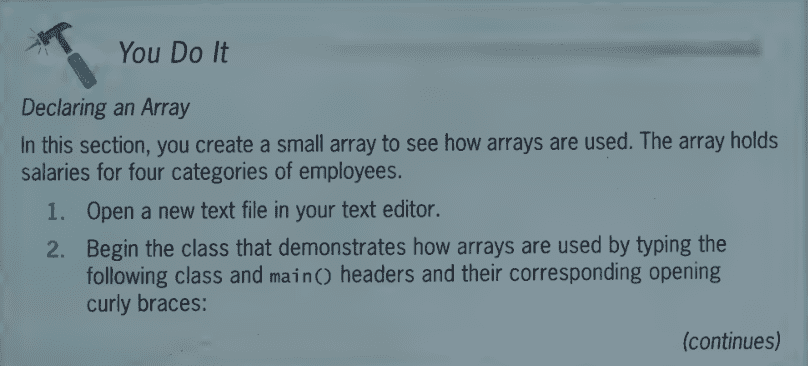 You Do It
Declaring an Array
In this section, you create a small array to see how arrays are used. The array holds
salaries for four categories of employees.
1. Open a new text file in your text editor.
2. Begin the class that demonstrates how arrays are used by typing the
following class and main() headers and their corresponding opening
curly braces:
(continues)